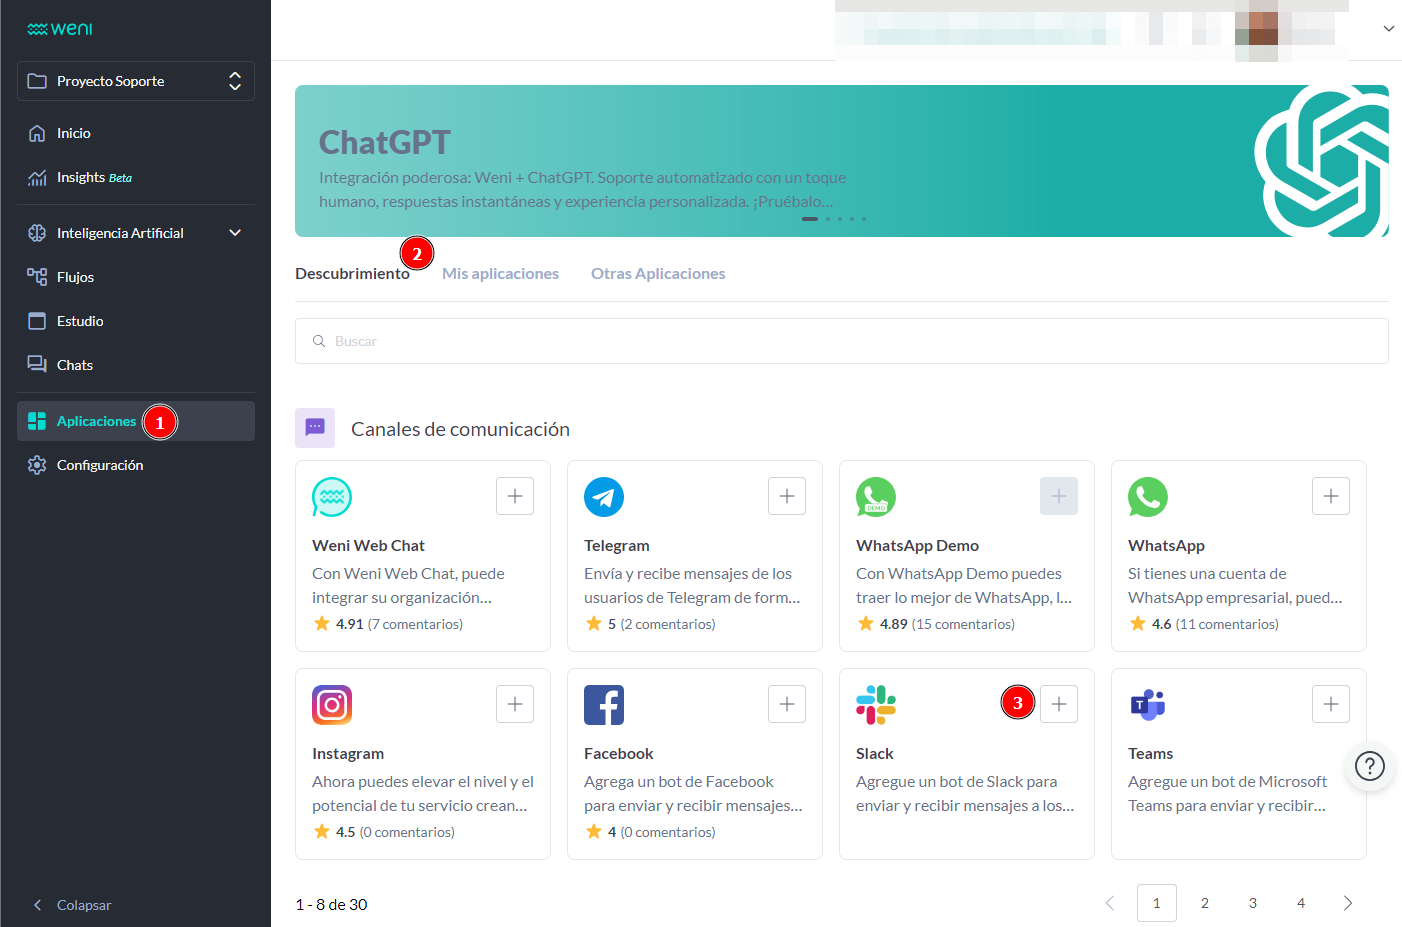 weni
Proyecto Soporte
Inicio
Insights Beta
Inteligencia Artificial
Flujos
Estudio
Chats
Aplicaciones
1
Configuración
Colapsar
ChatGPT
Integración poderosa: Weni + ChatGPT. Soporte automatizado con un toque
humano, respuestas instantáneas y experiencia personalizada. ¡Pruébalo...
2
Descubrimiento Mis aplicaciones Otras Aplicaciones
Buscar
Canales de comunicación
Weni Web Chat
Con Weni Web Chat, puede
integrar su organización...
4.91 (7 comentarios)
Telegram
Envía y recibe mensajes de los
usuarios de Telegram de form...
5 (2 comentarios)
DEMO
WhatsApp Demo
Con WhatsApp Demo puedes
traer lo mejor de WhatsApp, l...
4.89 (15 comentarios)
WhatsApp
Si tienes una cuenta de
WhatsApp empresarial, pued...
4.6 (11 comentarios)
Instagram
Ahora puedes elevar el nivel y el
potencial de tu servicio crean...
4.5 (0 comentarios)
Facebook
Agrega un bot de Facebook
para enviar y recibir mensajes...
4 (0 comentarios)
3
Slack
Agregue un bot de Slack para
enviar y recibir mensajes a los...
T
Teams
Agregue un bot de Microsoft
Teams para enviar y recibir...
?
1 - 8 de 30
1 2 3 4